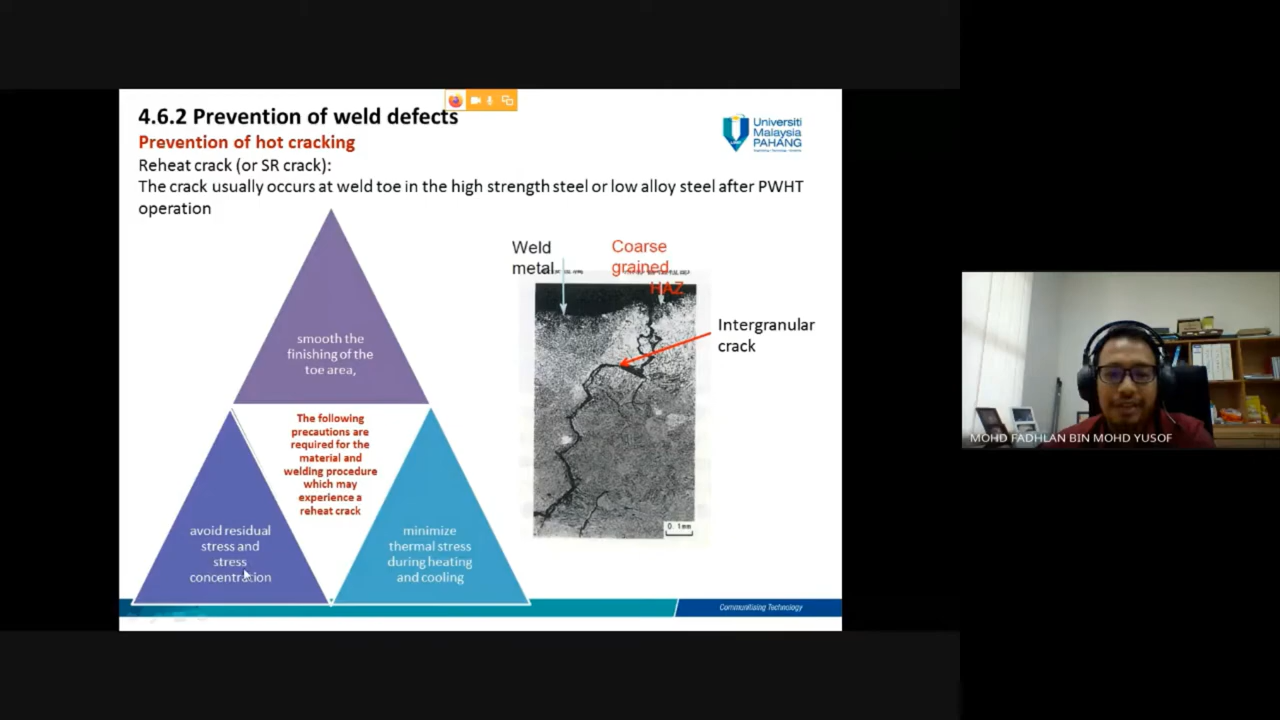 4.6.2 Prevention of weld defects
Prevention of hot cracking
Reheat crack (or SR crack):
The crack usually occurs at weld toe in the high strength steel or low alloy steel after PWHT
operation
Universiti
Malaysia
PAHANG
smooth the
finishing of the
toe area,
The following
precautions are
required for the
material and
welding procedure
which may
experience a
reheat crack
avoid residual
stress and
stress
concentration
minimize
thermal stress
during heating
and cooling
Weld
metal
Coarse
grained
HAZ
Intergranular
crack
0.1mm
Communitising Technology
MOHD FADHLAN BIN MOHD YUSOF